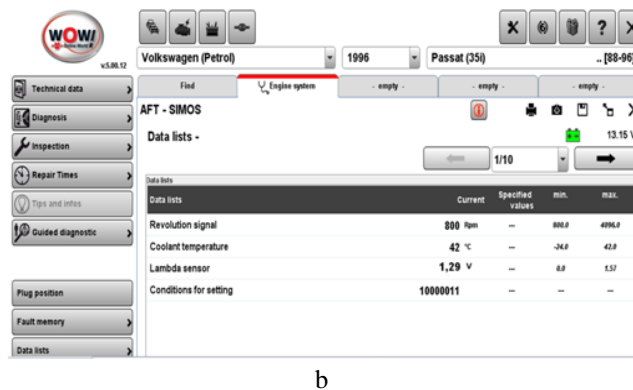 WOW!
v.5.00.12
Volkswagen (Petrol) 1996 Passat (35i) .. [88-96]
Technical data
Find Engine system - empty - - empty - - empty -
AFT - SIMOS
Diagnosis
Data lists - 13.15 V
Inspection
1/10
Repair Times
Data lists
Data lists Current Specified values min. max.
Tips and infos
Revolution signal 800 Rpm -- 800.0 4096.0
Guided diagnostic
Coolant temperature 42 °C -- -24.0 42.0
Lambda sensor 1,29 V -- 0.0 1.57
Conditions for setting 10000011 -- -- --
Plug position
Fault memory
Data lists
b